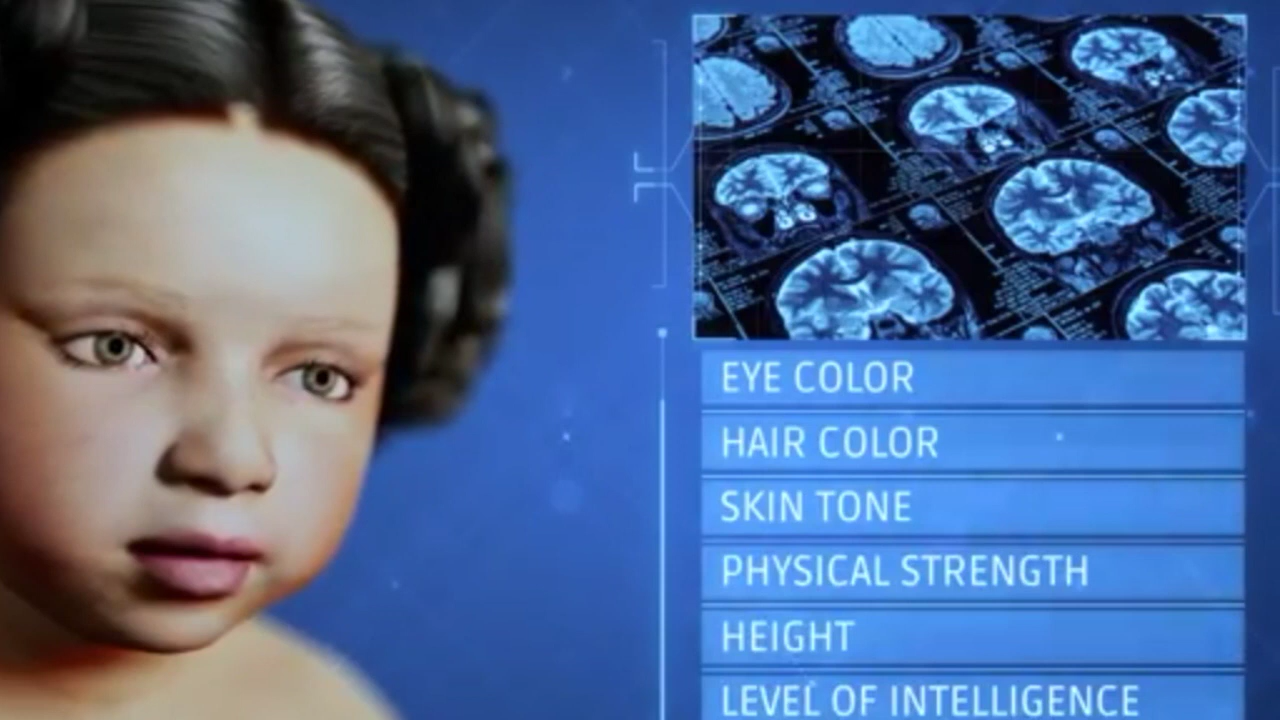 EYE COLOR
HAIR COLOR
SKIN TONE
PHYSICAL STRENGTH
HEIGHT
LEVEL OF INTELLIGENCE